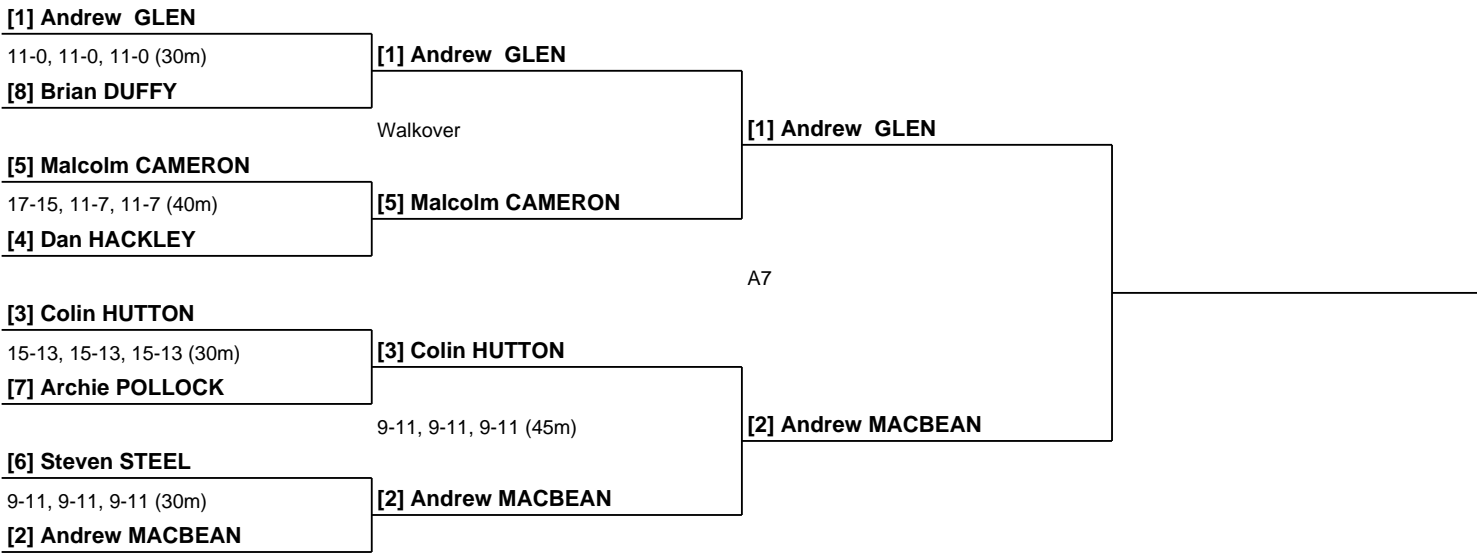 [1] Andrew  GLEN
11-0, 11-0, 11-0 (30m)
[8] Brian DUFFY
[5] Malcolm CAMERON
17-15, 11-7, 11-7 (40m)
[4] Dan HACKLEY
[3] Colin HUTTON
15-13, 15-13, 15-13 (30m)
[7] Archie POLLOCK
[6] Steven STEEL
9-11, 9-11, 9-11 (30m)
[2] Andrew MACBEAN
[1] Andrew  GLEN
Walkover
[5] Malcolm CAMERON
[3] Colin HUTTON
9-11, 9-11, 9-11 (45m)
[2] Andrew MACBEAN
[1] Andrew  GLEN
A7
[2] Andrew MACBEAN